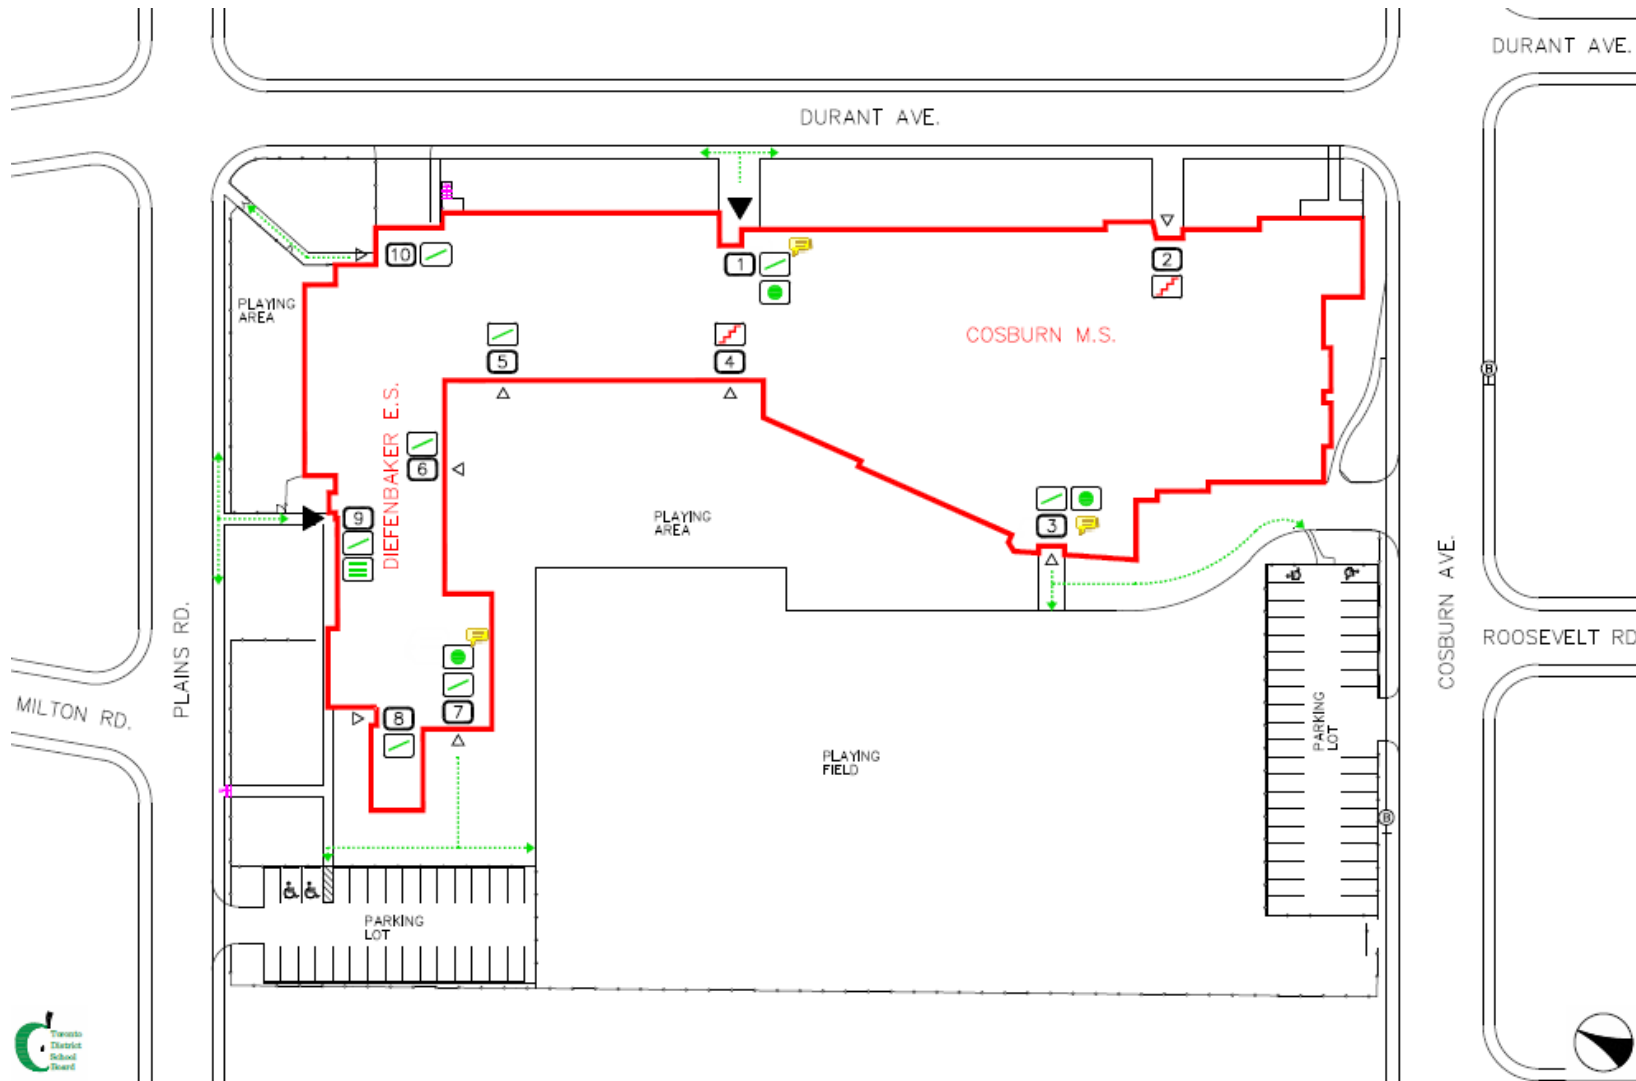 DURANT AVE.
DURANT AVE.
10
1
2
PLAYING
AREA
COSBURN M.S.
5
4
DIEFENBAKER E.S.
6
B
9
PLAYING
AREA
3
PLAINS RD.
COSBURN AVE.
ROOSEVELT RD
MILTON RD.
8
7
PARKING
LOT
PLAYING
FIELD
B
PARKING
LOT
Toronto
District
School
Board